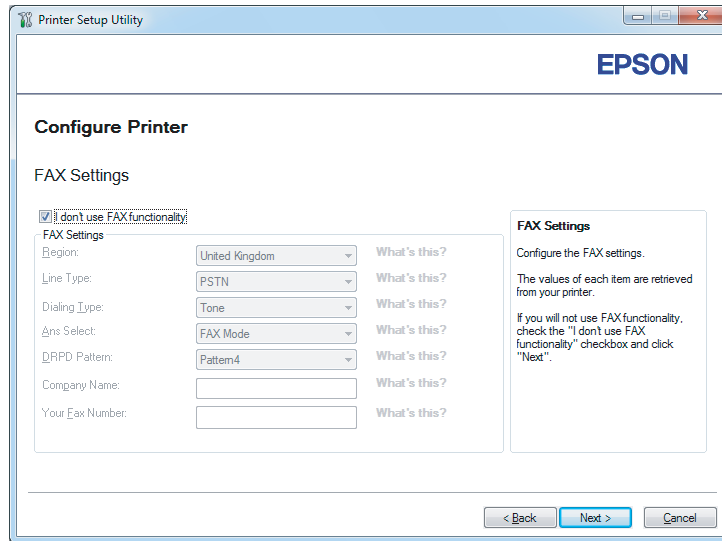 Printer Setup Utility
EPSON
Configure Printer
FAX Settings
I don't use FAX functionality
FAX Settings
Region: United Kingdom What's this?
Line Type: PSTN What's this?
Dialing Type: Tone What's this?
Ans Select: FAX Mode What's this?
DRPD Pattern: Pattern4 What's this?
Company Name: What's this?
Your Fax Number: What's this?
FAX Settings
Configure the FAX settings.
The values of each item are retrieved
from your printer.
If you will not use FAX functionality,
check the "I don't use FAX
functionality" checkbox and click
"Next".
< Back Next > Cancel